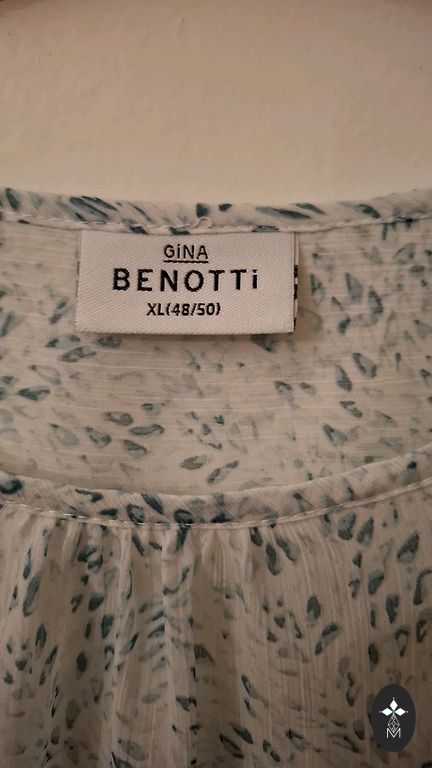 GiNA
BENOTTi
XL(48/50)
M